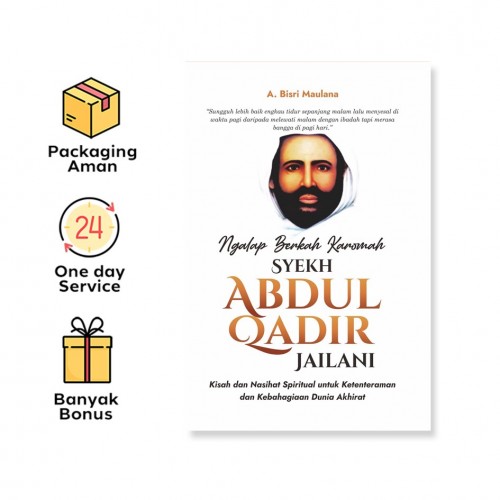 Packaging
Aman
24
One day
Service
Banyak
Bonus
A. Bisri Maulana
"Sungguh lebih baik engkau tidur sepanjang malam lalu menyesal di
waktu pagi daripada melewati malam dengan ibadah tapi merasa
bangga di pagi hari."
Ngalap Berkah Karomah
SYEKH
ABDUL
QADIR
JAILANI
Kisah dan Nasihat Spiritual untuk Ketenteraman
dan Kebahagiaan Dunia Akhirat